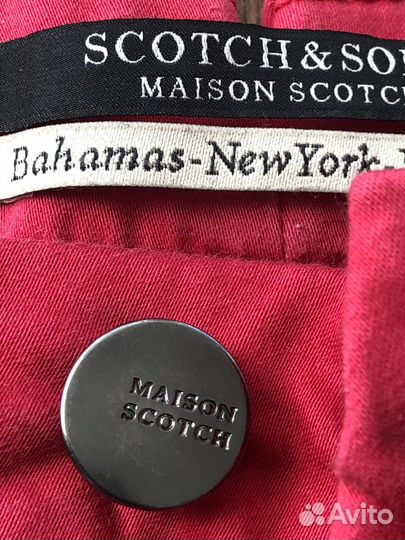 SCOTCH & SO
MAISON SCOTCH
Bahamas-NewYork-
MAISON
SCOTCH
Avito